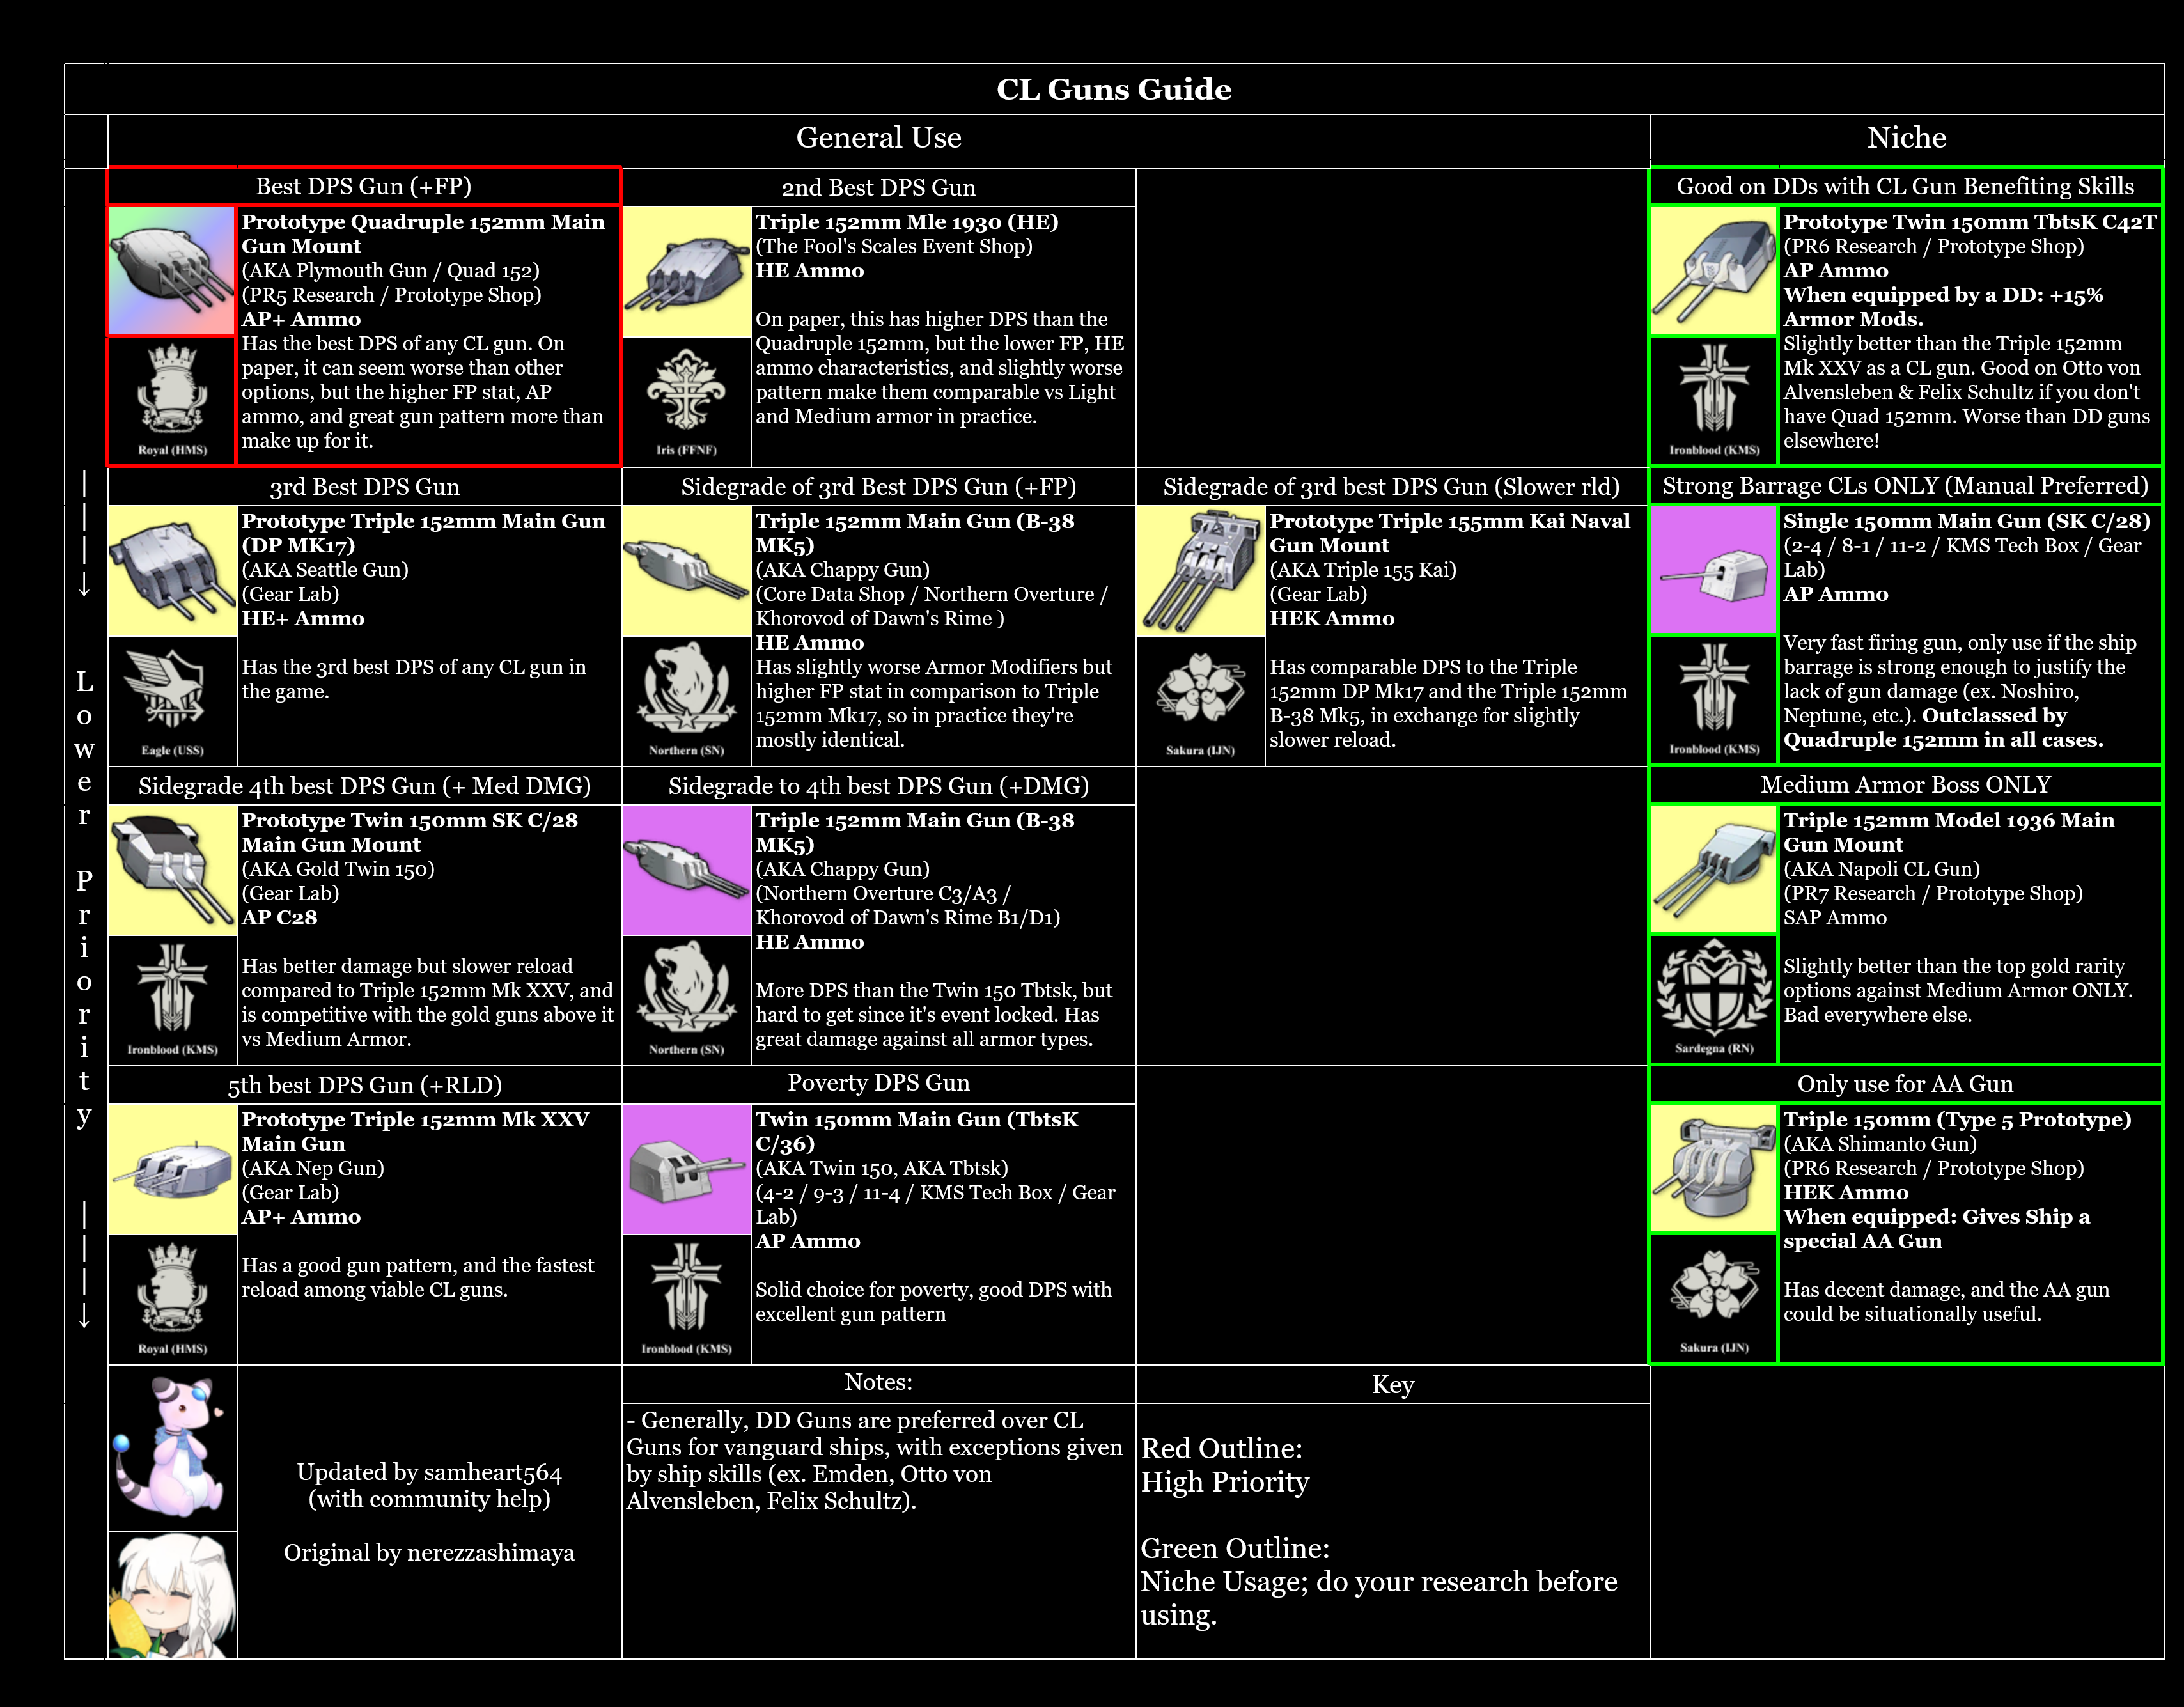 CL Guns Guide
General Use
Niche
Best DPS Gun (+FP)
Prototype Quadruple 152mm Main
Gun Mount
(AKA Plymouth Gun / Quad 152)
(PR5 Research / Prototype Shop)
AP+ Ammo
Has the best DPS of any CL gun. On
paper, it can seem worse than other
options, but the higher FP stat, AP
ammo, and great gun pattern more than
make up for it.
Royal (HMS)
2nd Best DPS Gun
Triple 152mm Mle 1930 (HE)
(The Fool's Scales Event Shop)
HE Ammo
On paper, this has higher DPS than the
Quadruple 152mm, but the lower FP, HE
ammo characteristics, and slightly worse
pattern make them comparable vs Light
and Medium armor in practice.
Iris (FFNF)
Good on DDs with CL Gun Benefiting Skills
Prototype Twin 150mm TbtsK C42T
(PR6 Research / Prototype Shop)
AP Ammo
When equipped by a DD: +15%
Armor Mods.
Slightly better than the Triple 152mm
Mk XXV as a CL gun. Good on Otto von
Alvensleben & Felix Schultz if you don't
have Quad 152mm. Worse than DD guns
elsewhere!
Ironblood (KMS)
3rd Best DPS Gun
Prototype Triple 152mm Main Gun
(DP MK17)
(AKA Seattle Gun)
(Gear Lab)
HE+ Ammo
Has the 3rd best DPS of any CL gun in
the game.
Eagle (USS)
Sidegrade of 3rd Best DPS Gun (+FP)
Triple 152mm Main Gun (B-38
MK5)
(AKA Chappy Gun)
(Core Data Shop / Northern Overture /
Khorovod of Dawn's Rime )
HE Ammo
Has slightly worse Armor Modifiers but
higher FP stat in comparison to Triple
152mm Mk17, so in practice they're
mostly identical.
Northern (SN)
Sidegrade of 3rd best DPS Gun (Slower rld)
Prototype Triple 155mm Kai Naval
Gun Mount
(AKA Triple 155 Kai)
(Gear Lab)
HEK Ammo
Has comparable DPS to the Triple
152mm DP Mk17 and the Triple 152mm
B-38 Mk5, in exchange for slightly
slower reload.
Sakura (IJN)
Strong Barrage CLs ONLY (Manual Preferred)
Single 150mm Main Gun (SK C/28)
(2-4 / 8-1 / 11-2 / KMS Tech Box / Gear
Lab)
AP Ammo
Very fast firing gun, only use if the ship
barrage is strong enough to justify the
lack of gun damage (ex. Noshiro,
Neptune, etc.). Outclassed by
Quadruple 152mm in all cases.
Ironblood (KMS)
Lower Priority
Sidegrade 4th best DPS Gun (+ Med DMG)
Prototype Twin 150mm SK C/28
Main Gun Mount
(AKA Gold Twin 150)
(Gear Lab)
AP C28
Has better damage but slower reload
compared to Triple 152mm Mk XXV, and
is competitive with the gold guns above it
vs Medium Armor.
Ironblood (KMS)
Sidegrade to 4th best DPS Gun (+DMG)
Triple 152mm Main Gun (B-38
MK5)
(AKA Chappy Gun)
(Northern Overture C3/A3 /
Khorovod of Dawn's Rime B1/D1)
HE Ammo
More DPS than the Twin 150 Tbtsk, but
hard to get since it's event locked. Has
great damage against all armor types.
Northern (SN)
Medium Armor Boss ONLY
Triple 152mm Model 1936 Main
Gun Mount
(AKA Napoli CL Gun)
(PR7 Research / Prototype Shop)
SAP Ammo
Slightly better than the top gold rarity
options against Medium Armor ONLY.
Bad everywhere else.
Sardegna (RN)
5th best DPS Gun (+RLD)
Prototype Triple 152mm Mk XXV
Main Gun
(AKA Nep Gun)
(Gear Lab)
AP+ Ammo
Has a good gun pattern, and the fastest
reload among viable CL guns.
Royal (HMS)
Poverty DPS Gun
Twin 150mm Main Gun (TbtsK
C/36)
(AKA Twin 150, AKA Tbtsk)
(4-2 / 9-3 / 11-4 / KMS Tech Box / Gear
Lab)
AP Ammo
Solid choice for poverty, good DPS with
excellent gun pattern
Ironblood (KMS)
Only use for AA Gun
Triple 150mm (Type 5 Prototype)
(AKA Shimanto Gun)
(PR6 Research / Prototype Shop)
HEK Ammo
When equipped: Gives Ship a
special AA Gun
Has decent damage, and the AA gun
could be situationally useful.
Sakura (IJN)
Updated by samheart564
(with community help)
Original by nerezzashimaya
Notes:
- Generally, DD Guns are preferred over CL
Guns for vanguard ships, with exceptions given
by ship skills (ex. Emden, Otto von
Alvensleben, Felix Schultz).
Key
Red Outline:
High Priority
Green Outline:
Niche Usage; do your research before
using.